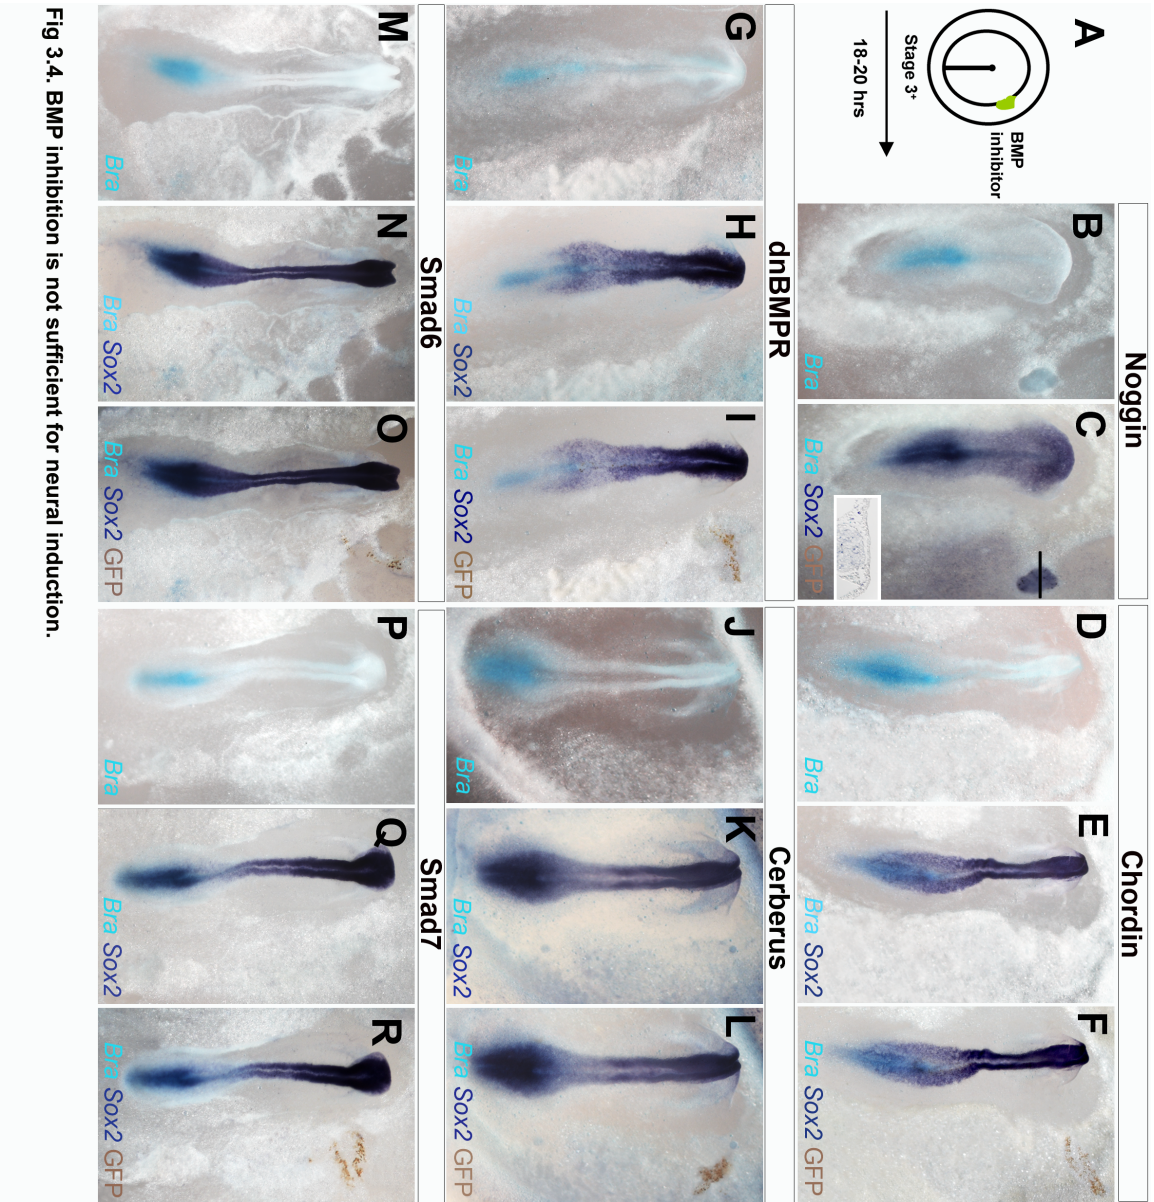 A
BMP
inhibitor
Stage 3+
18-20 hrs
Noggin
B
Bra
C
Bra Sox2 GFP
Chordin
D
Bra
E
Bra Sox2
F
Bra Sox2 GFP
dnBMPR
G
Bra
H
Bra Sox2
I
Bra Sox2 GFP
Cerberus
J
Bra
K
Bra Sox2
L
Bra Sox2 GFP
Smad6
M
Bra
N
Bra Sox2
O
Bra Sox2 GFP
Smad7
P
Bra
Q
Bra Sox2
R
Bra Sox2 GFP
Fig 3.4. BMP inhibition is not sufficient for neural induction.